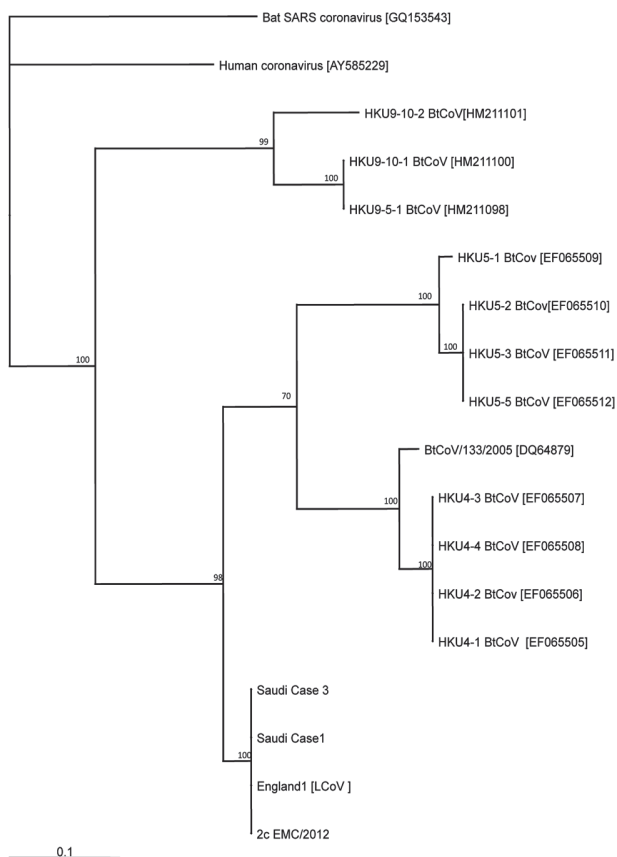 Bat SARS coronavirus [GQ153543]
Human coronavirus [AY585229]
HKU9-10-2 BtCoV[HM211101]
99
HKU9-10-1 BtCoV [HM211100]
100
HKU9-5-1 BtCoV [HM211098]
HKU5-1 BtCov [EF065509]
100
HKU5-2 BtCov[EF065510]
100
HKU5-3 BtCoV [EF065511]
100
HKU5-5 BtCoV [EF065512]
70
BtCoV/133/2005 [DQ64879]
HKU4-3 BtCoV [EF065507]
100
HKU4-4 BtCoV [EF065508]
100
HKU4-2 BtCov [EF065506]
98
HKU4-1 BtCoV [EF065505]
Saudi Case 3
Saudi Case1
100
England1 [LCoV ]
2c EMC/2012
0.1